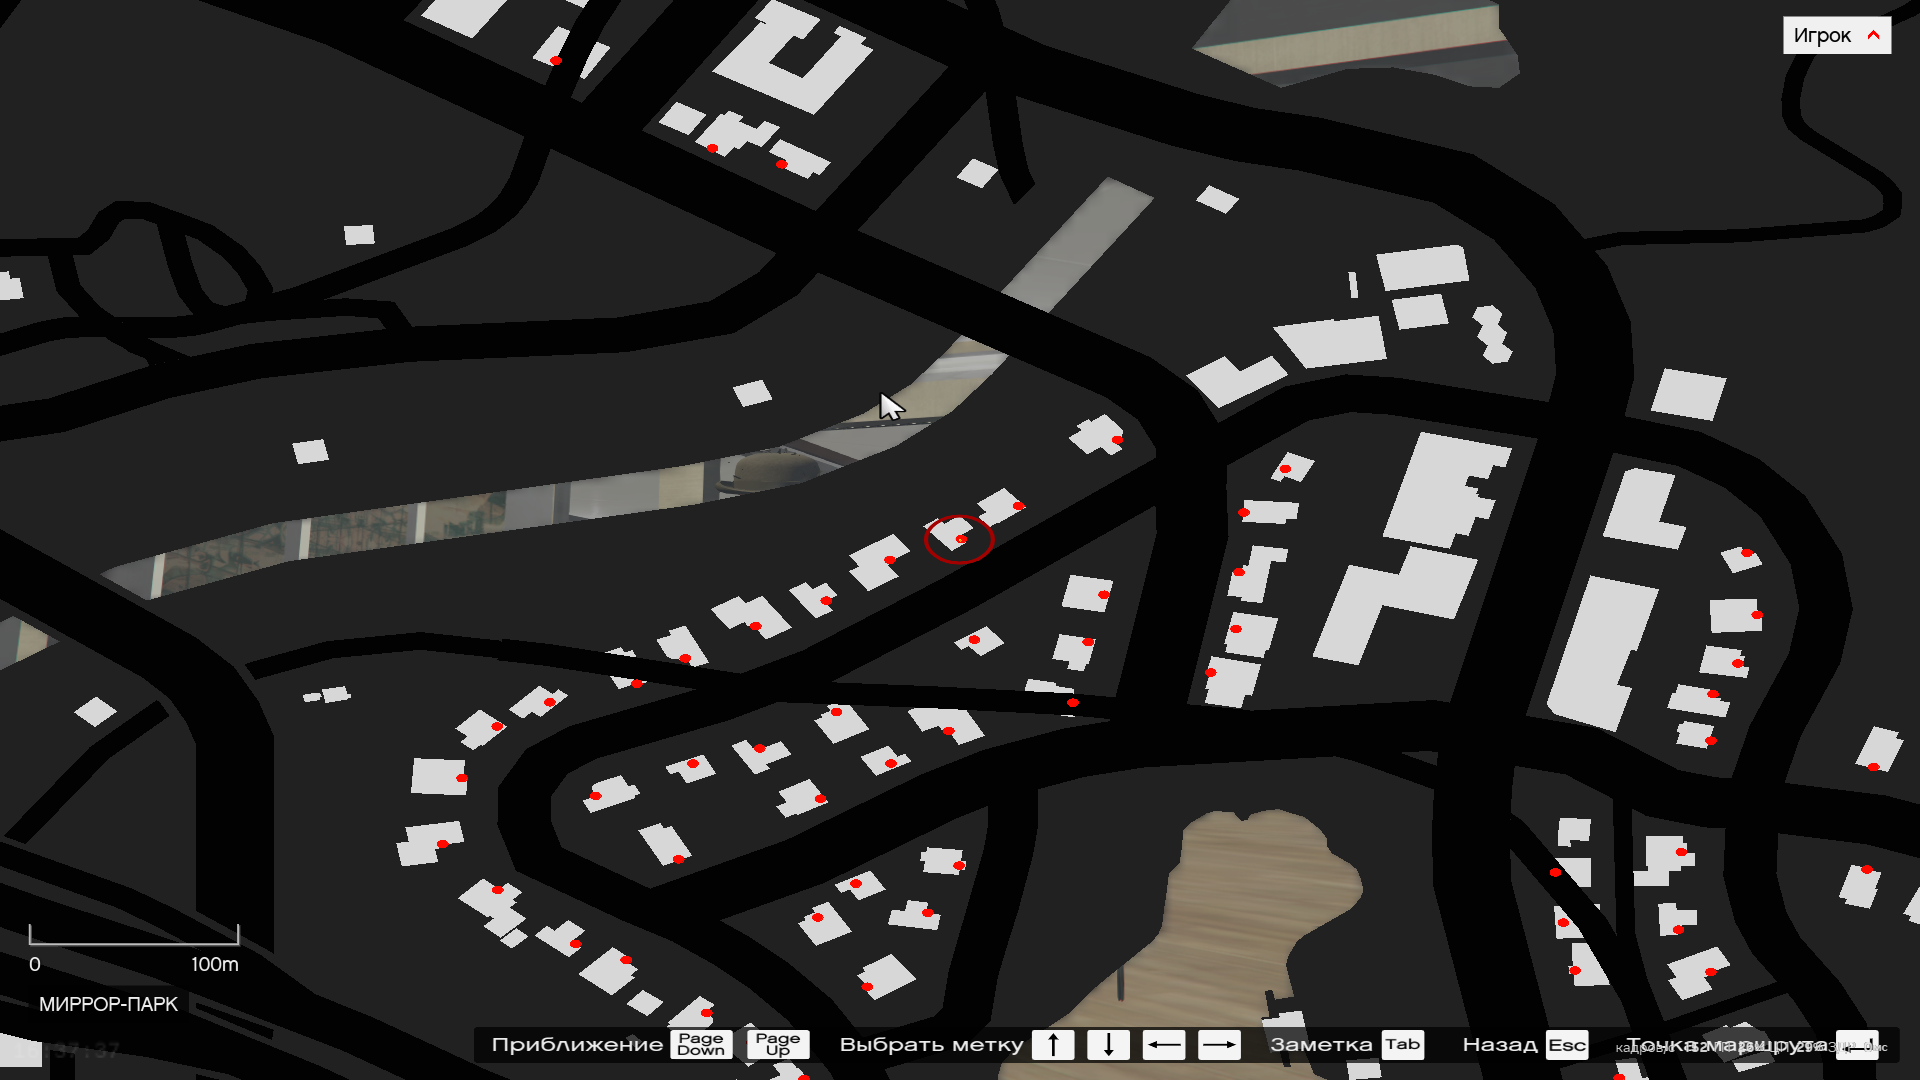 Игрок
0 100m
МИРРОР-ПАРК
Приближение Page Down Page Up Выбрать метку ↑ ↓ ← → Заметка Tab Назад Esc Точка маршрута